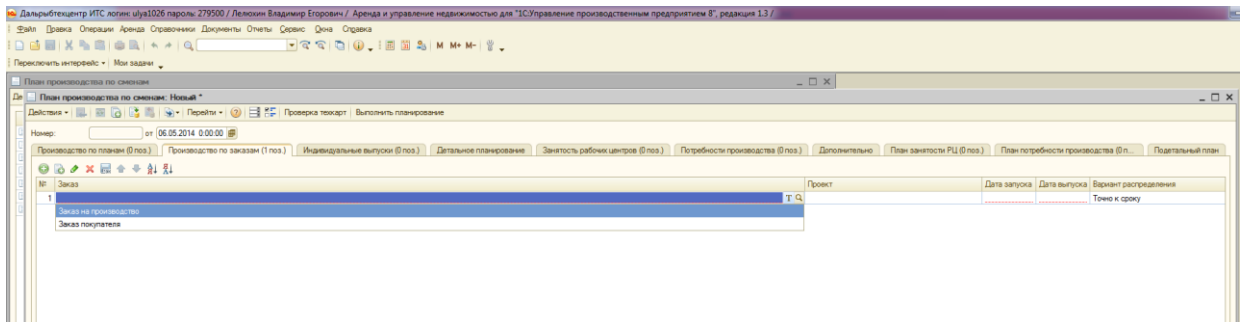 Дальрыбтехцентр ИТС логин: ulya1026 пароль: 279500 / Лелюхин Владимир Егорович / Аренда и управление недвижимостью для "1С:Управление производственным предприятием 8", редакция 1.3 /
Файл Правка Операции Аренда Справочники Документы Отчеты Сервис Окна Справка
M M+ M-
Переключить интерфейс Мои задачи
План производства по сменам
Де План производства по сменам: Новый *
Действия Перейти Проверка техкарт Выполнить планирование
Номер: от 06.05.2014 0:00:00
Производство по планам (0 поз.) Производство по заказам (1 поз.) Индивидуальные выпуски (0 поз.) Детальное планирование Занятость рабочих центров (0 поз.) Потребности производства (0 поз.) Дополнительно План занятости РЦ (0 поз.) План потребности производства (0 п... Подетальный план
№ Заказ Проект Дата запуска Дата выпуска Вариант распределения
1 T Точно к сроку
Заказ на производство
Заказ покупателя